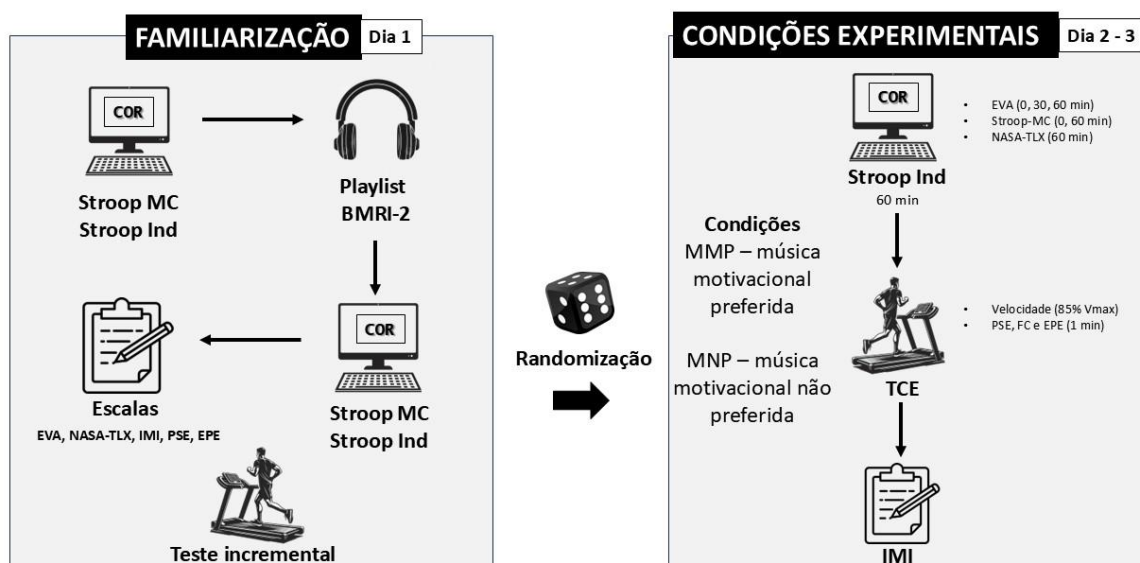 FAMILIARIZAÇÃO Dia 1
COR
Stroop MC
Stroop Ind
Playlist
BMRI-2
COR
Stroop MC
Stroop Ind
Escalas
EVA, NASA-TLX, IMI, PSE, EPE
Teste incremental
Randomização
CONDIÇÕES EXPERIMENTAIS Dia 2 - 3
COR
• EVA (0, 30, 60 min)
• Stroop-MC (0, 60 min)
• NASA-TLX (60 min)
Stroop Ind
60 min
Condições
MMP – música
motivacional
preferida
MNP – música
motivacional não
preferida
• Velocidade (85% Vmax)
• PSE, FC e EPE (1 min)
TCE
IMI